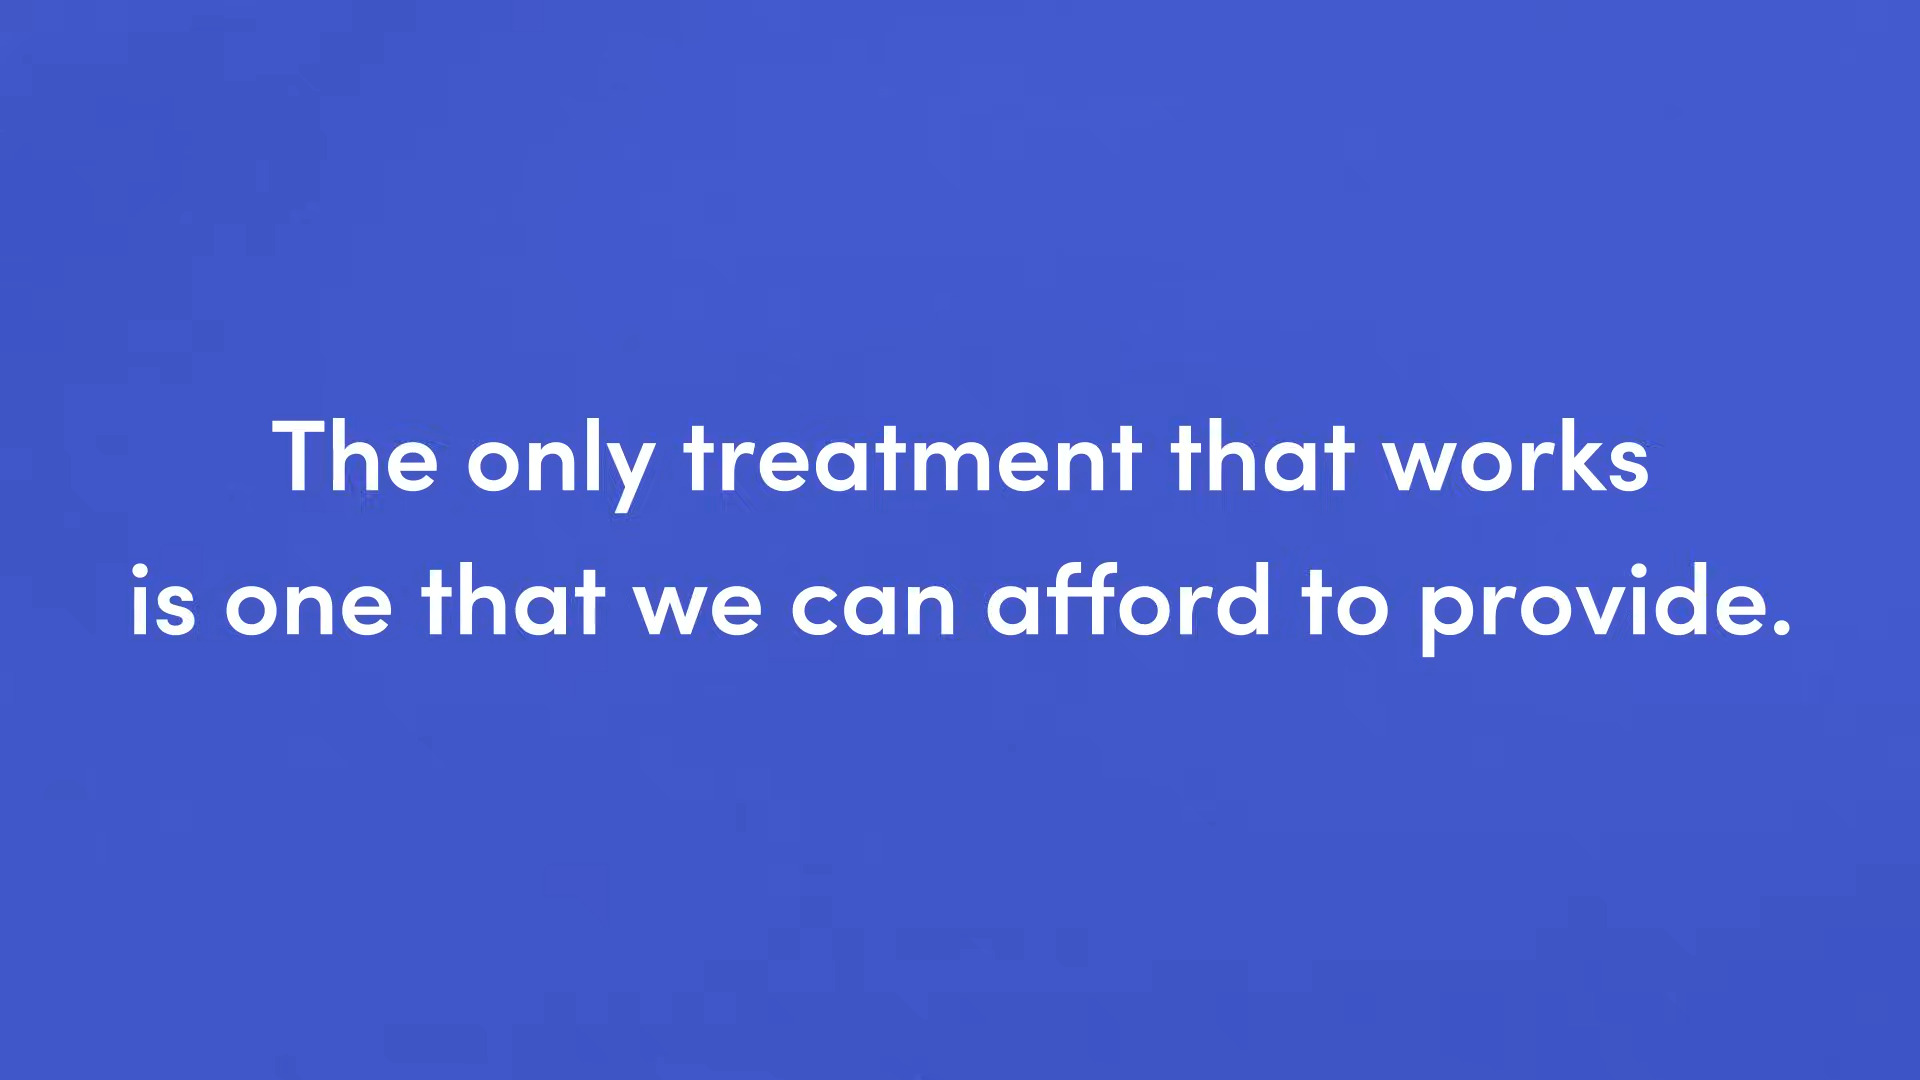 The only treatment that works
is one that we can afford to provide.